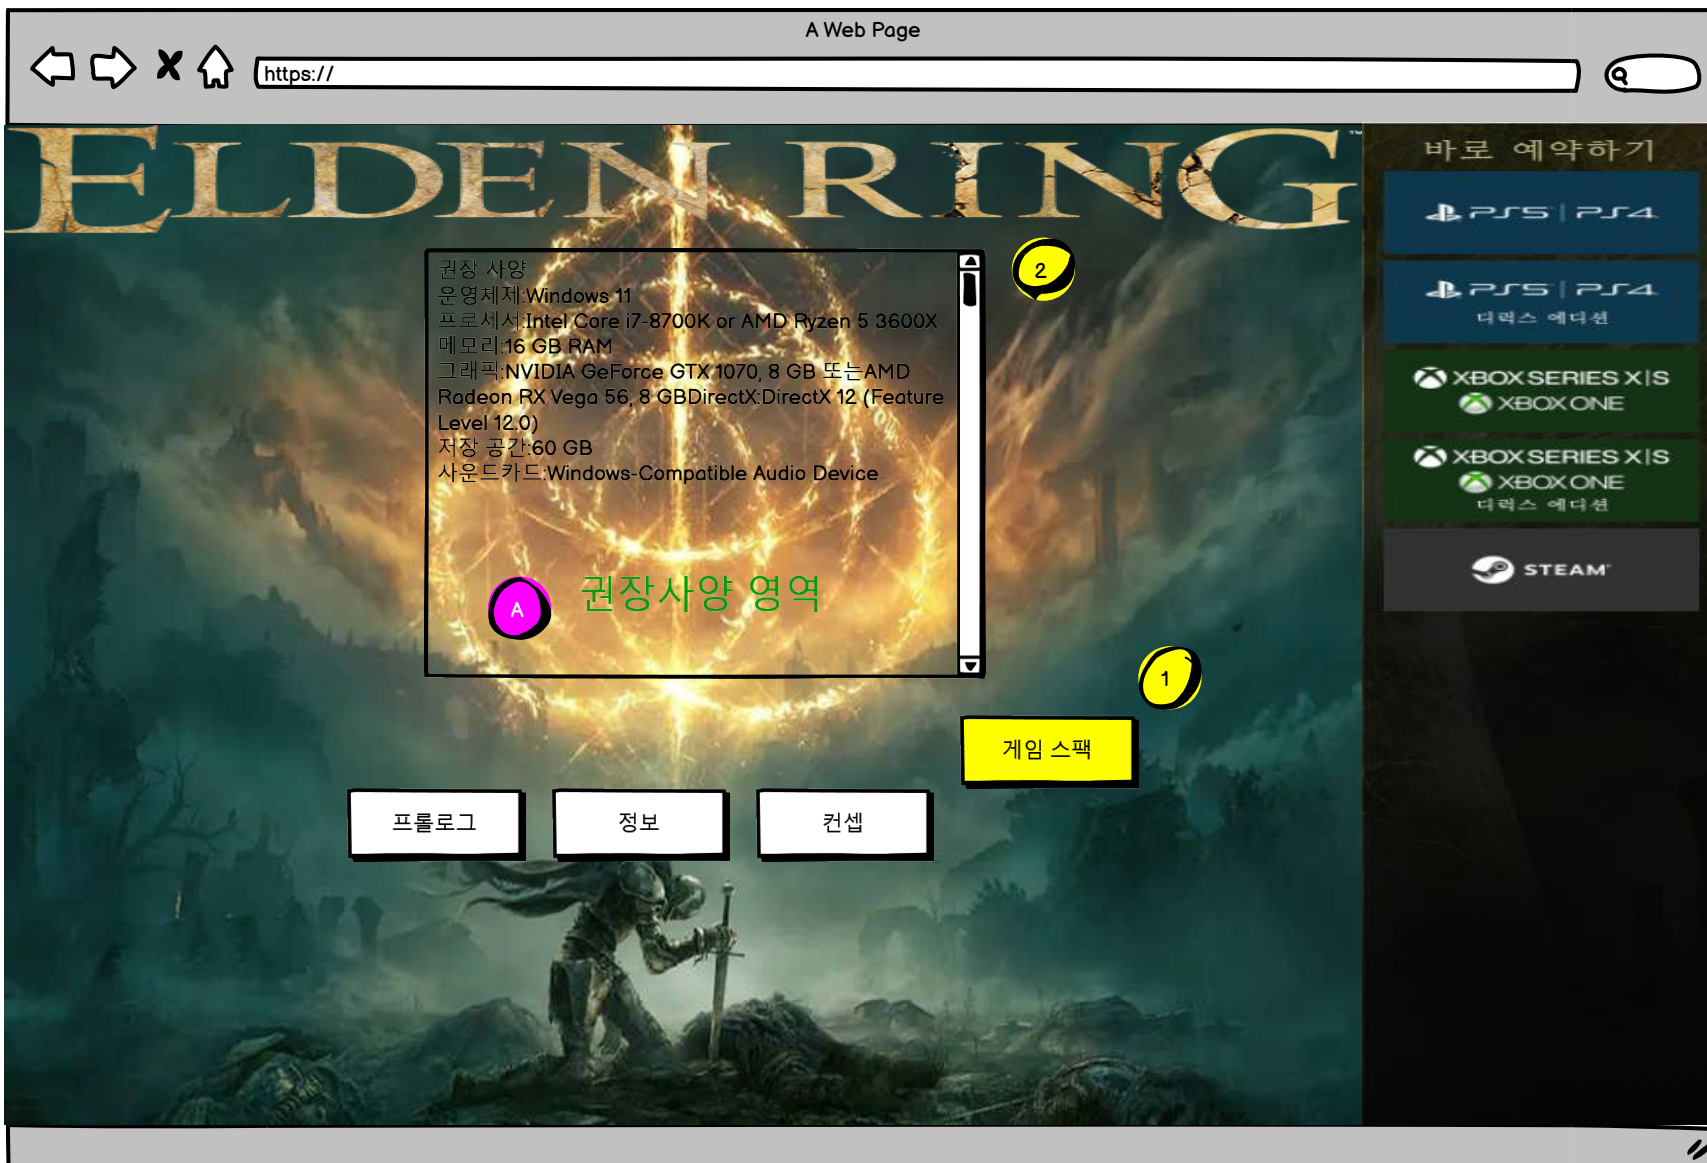 A Web Page
https://
ELDEN RING
™
바로 예약하기
PS5 | PS4
PS5 | PS4
디럭스 에디션
XBOX SERIES X|S
XBOX ONE
XBOX SERIES X|S
XBOX ONE
디럭스 에디션
STEAM
2
권장 사양
운영체제:Windows 11
프로세서:Intel Core i7-8700K or AMD Ryzen 5 3600X
메모리:16 GB RAM
그래픽:NVIDIA GeForce GTX 1070, 8 GB 또는AMD
Radeon RX Vega 56, 8 GBDirectX:DirectX 12 (Feature
Level 12.0)
저장 공간:60 GB
사운드카드:Windows-Compatible Audio Device
A
권장사양 영역
1
게임 스팩
프롤로그
정보
컨셉